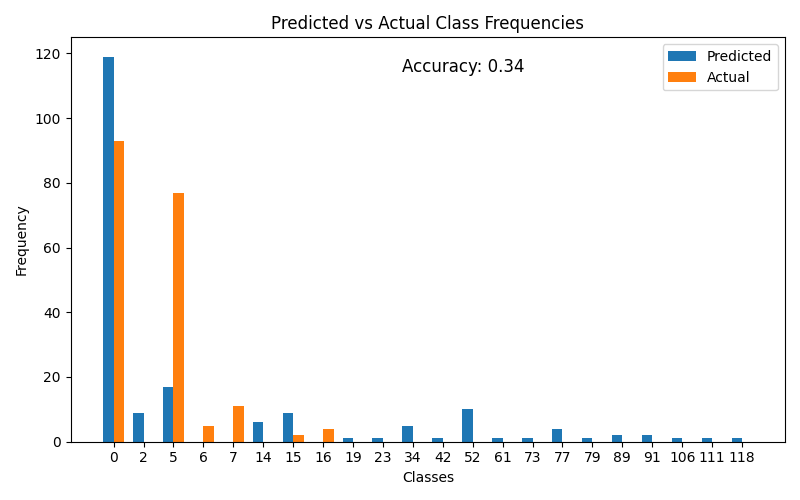 Predicted vs Actual Class Frequencies
Accuracy: 0.34
Predicted
Actual
120
100
80
60
40
20
0
Frequency
0 2 5 6 7 14 15 16 19 23 34 42 52 61 73 77 79 89 91 106 111 118
Classes